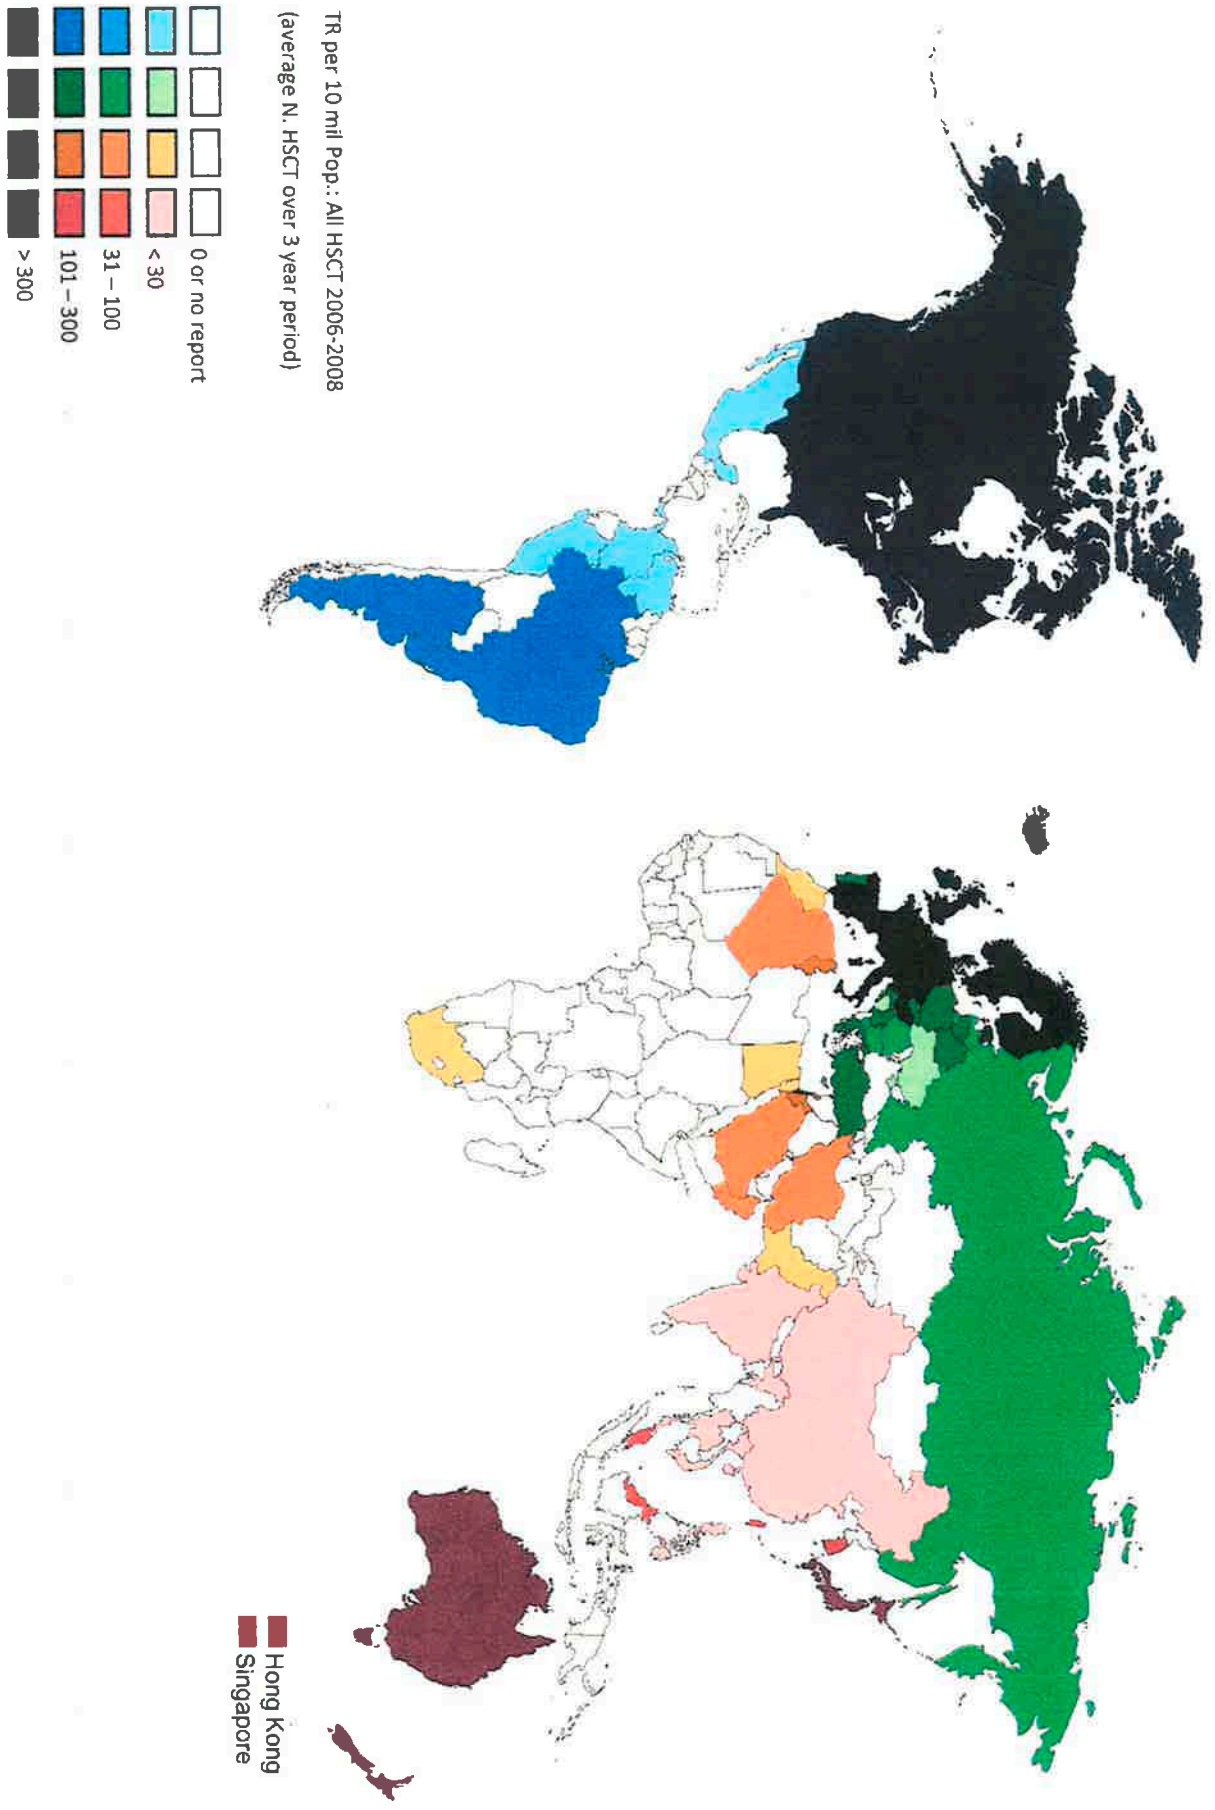 TR per 10 mil Pop.: All HSCT 2006-2008
(average N. HSCT over 3 year period)
0 or no report
< 30
31 – 100
101 – 300
> 300
Hong Kong
Singapore